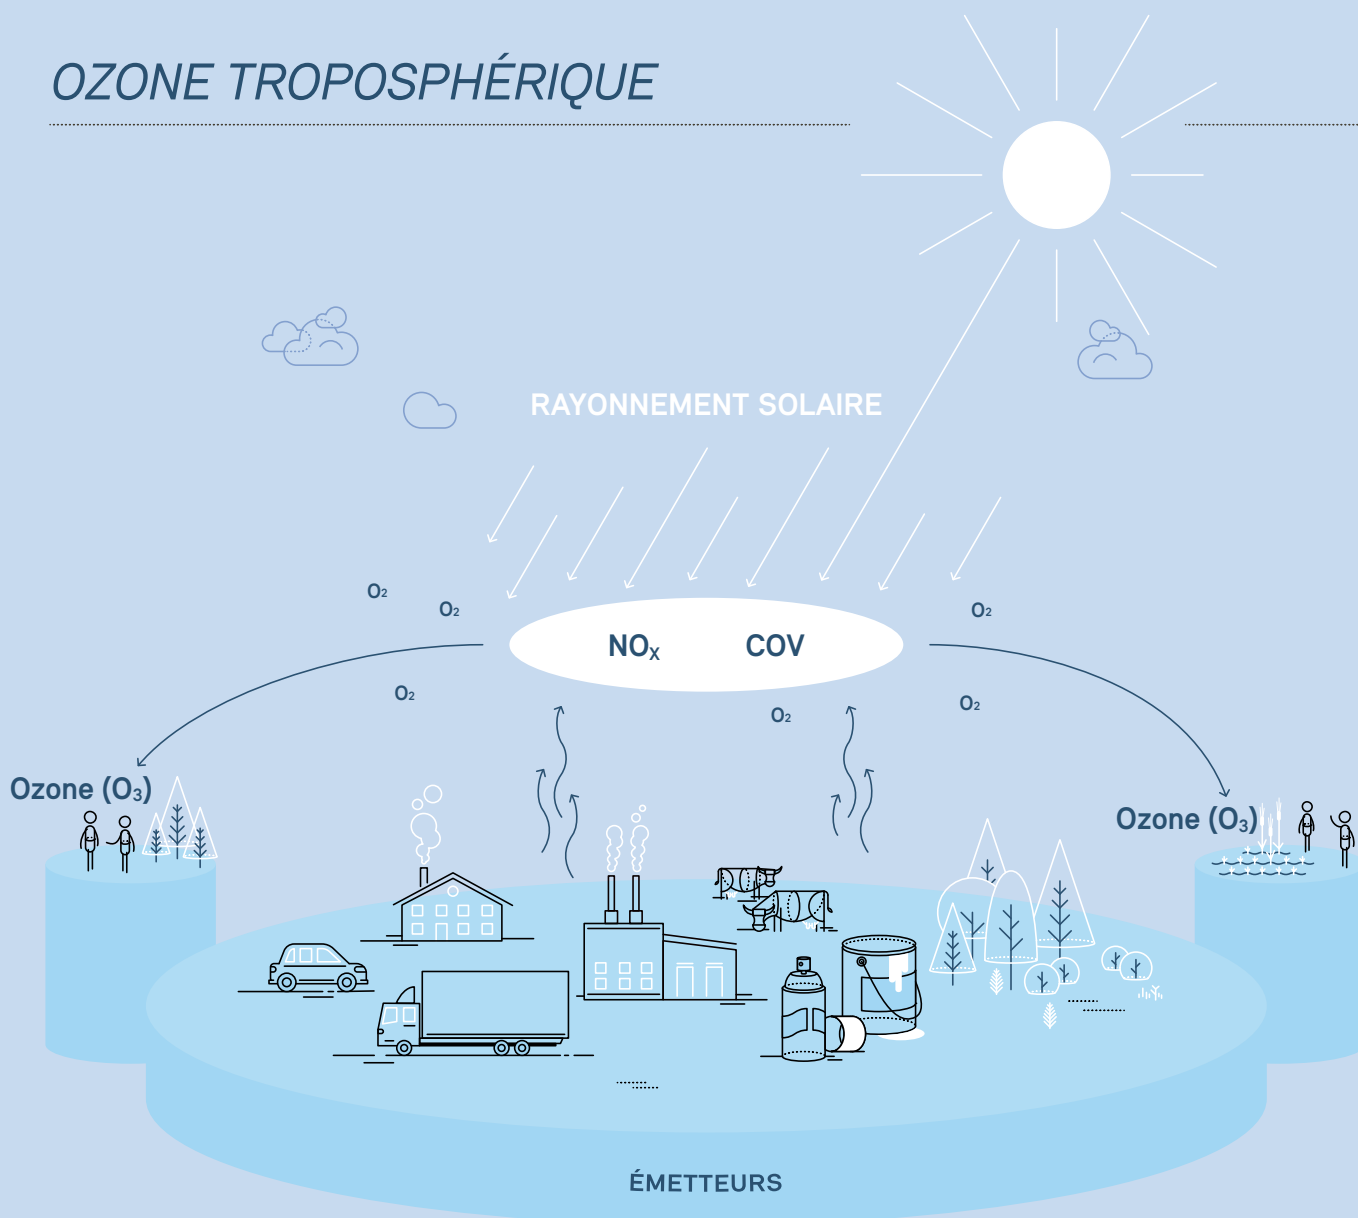 OZONE TROPOSPHÉRIQUE
RAYONNEMENT SOLAIRE
O₂
O₂
O₂
NOₓ COV
O₂
O₂
O₂
Ozone (O₃)
Ozone (O₃)
ÉMETTEURS